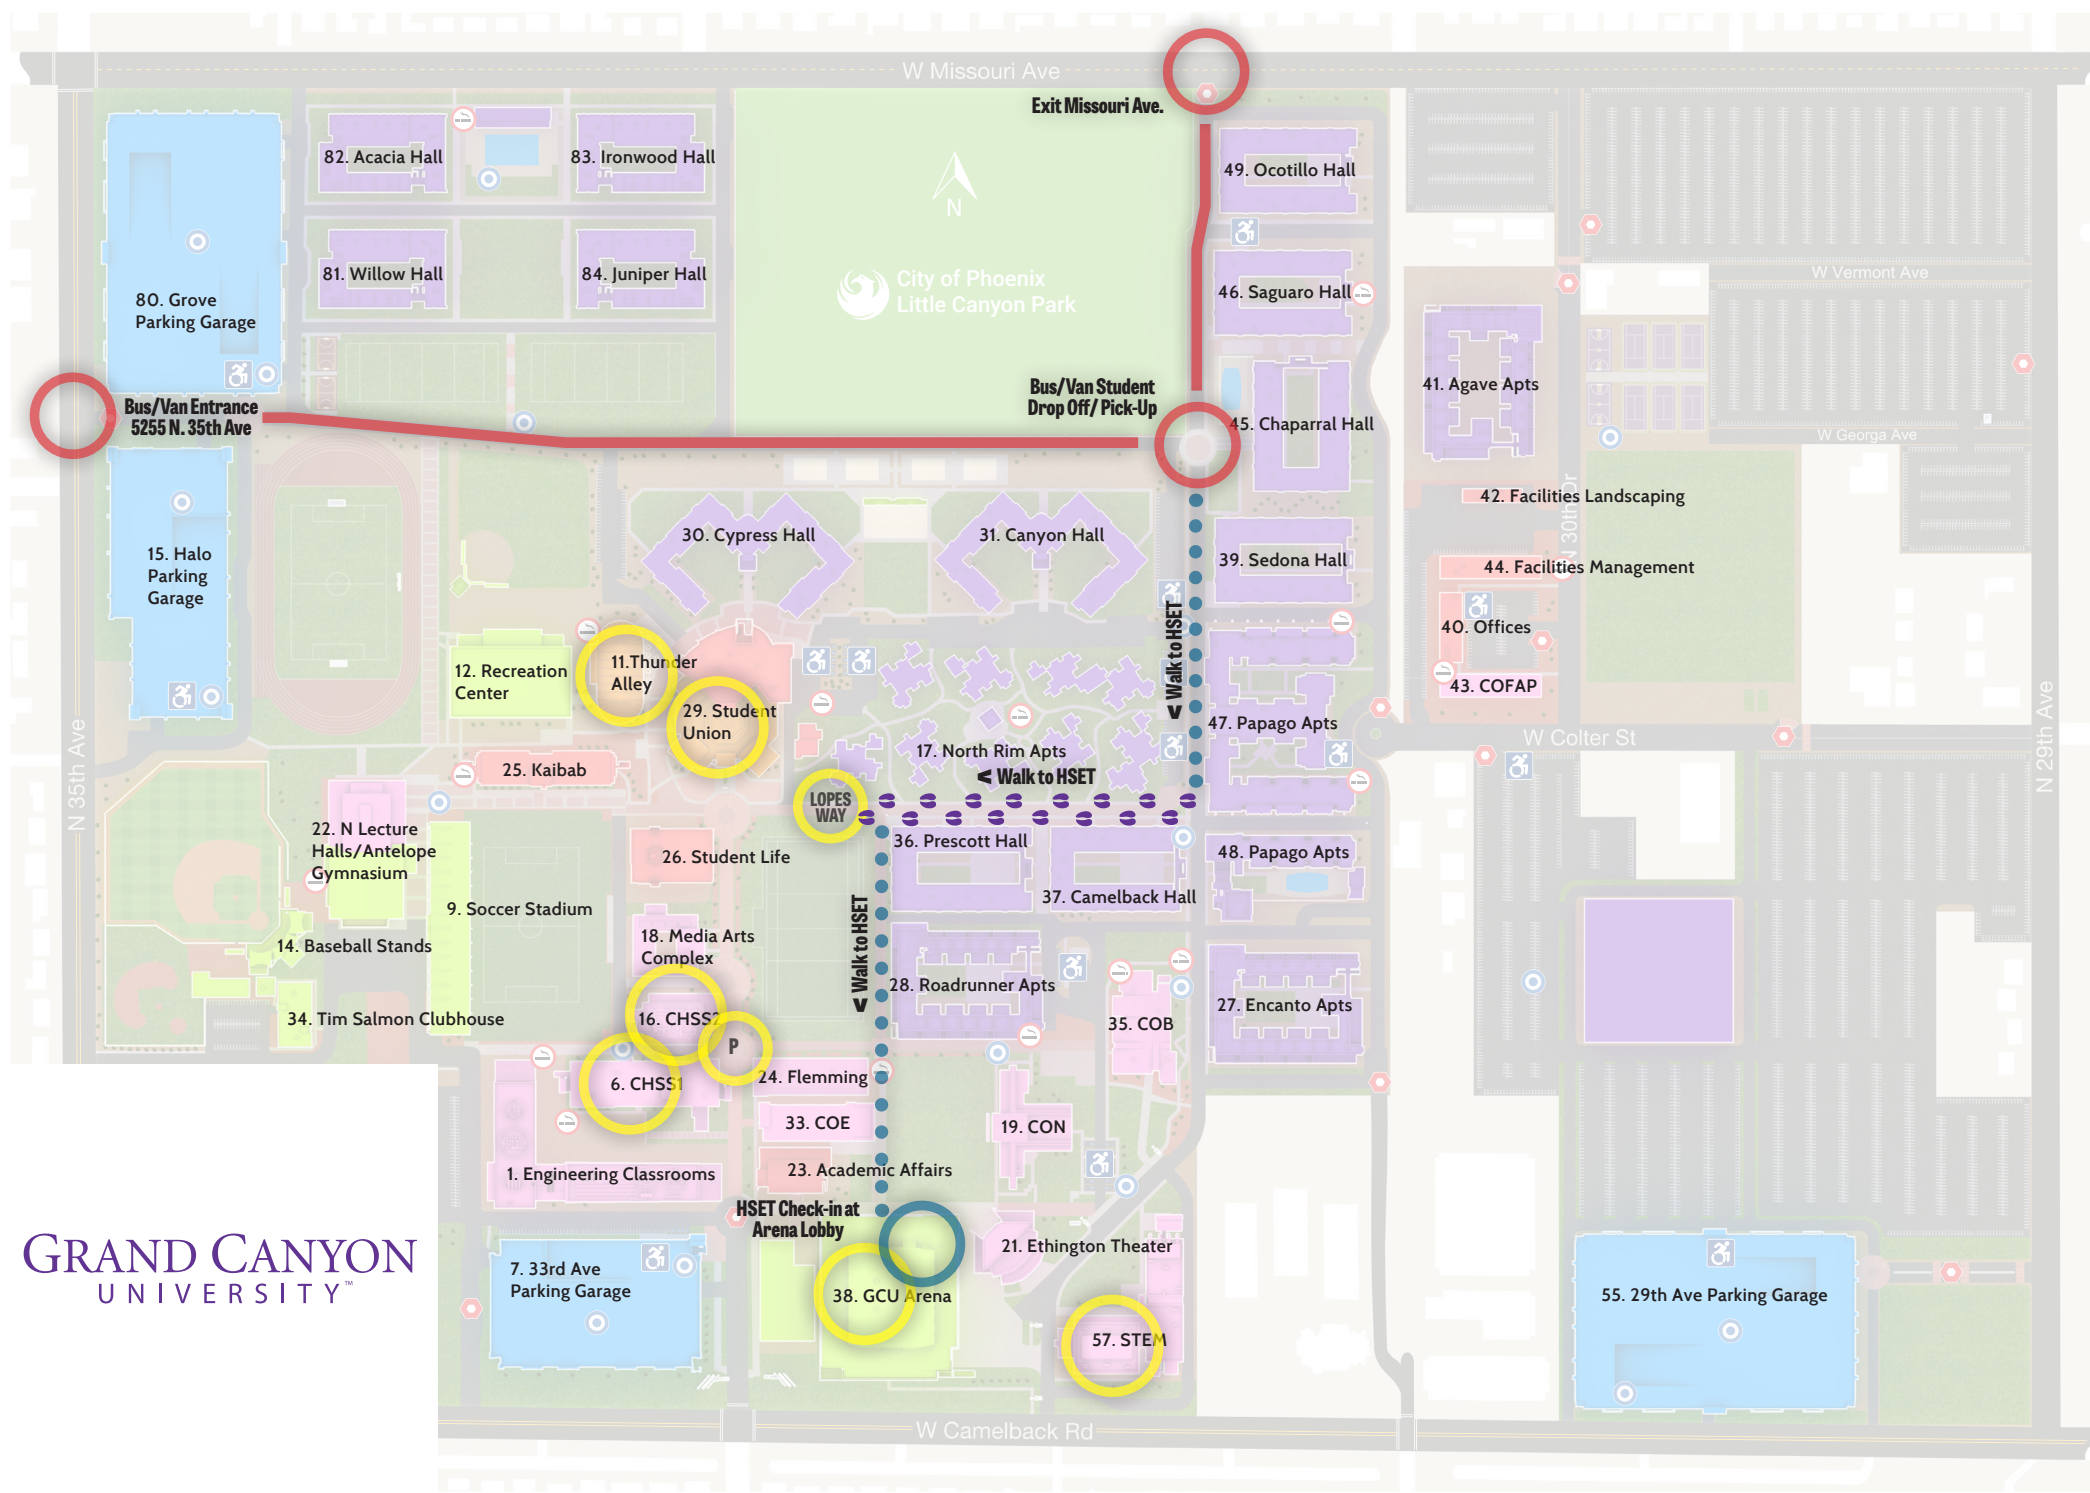 W Missouri Ave
Exit Missouri Ave.
82. Acacia Hall
83. Ironwood Hall
49. Ocotillo Hall
N
81. Willow Hall
84. Juniper Hall
City of Phoenix
Little Canyon Park
46. Saguaro Hall
W Vermont Ave
80. Grove
Parking Garage
Bus/Van Entrance
5255 N. 35th Ave
Bus/Van Student
Drop Off/ Pick-Up
45. Chaparral Hall
41. Agave Apts
W Georga Ave
42. Facilities Landscaping
N 30th Dr
15. Halo
Parking
Garage
30. Cypress Hall
31. Canyon Hall
39. Sedona Hall
44. Facilities Management
40. Offices
43. COFAP
12. Recreation
Center
11.Thunder
Alley
29. Student
Union
< Walk to HSET
47. Papago Apts
17. North Rim Apts
< Walk to HSET
W Colter St
N 29th Ave
N 35th Ave
25. Kaibab
LOPES
WAY
22. N Lecture
Halls/Antelope
Gymnasium
26. Student Life
36. Prescott Hall
37. Camelback Hall
48. Papago Apts
9. Soccer Stadium
14. Baseball Stands
18. Media Arts
Complex
< Walk to HSET
28. Roadrunner Apts
27. Encanto Apts
35. COB
34. Tim Salmon Clubhouse
16. CHSS2
P
6. CHSS1
24. Flemming
33. COE
19. CON
1. Engineering Classrooms
23. Academic Affairs
HSET Check-in at
Arena Lobby
21. Ethington Theater
GRAND CANYON
UNIVERSITY™
7. 33rd Ave
Parking Garage
38. GCU Arena
57. STEM
55. 29th Ave Parking Garage
W Camelback Rd